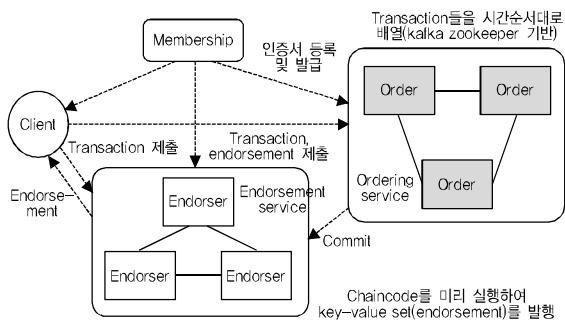 Transaction들을 시간순서대로
배열(kalka zookeeper 기반)
Membership
인증서 등록
및 발급
Order
Order
Order
Ordering
service
Client
Transaction 제출
Transaction,
endorsement 제출
Endorse-
ment
Endorser
Endorsement
service
Endorser
Endorser
Commit
Chaincode를 미리 실행하여
key-value set(endorsement)를 발행